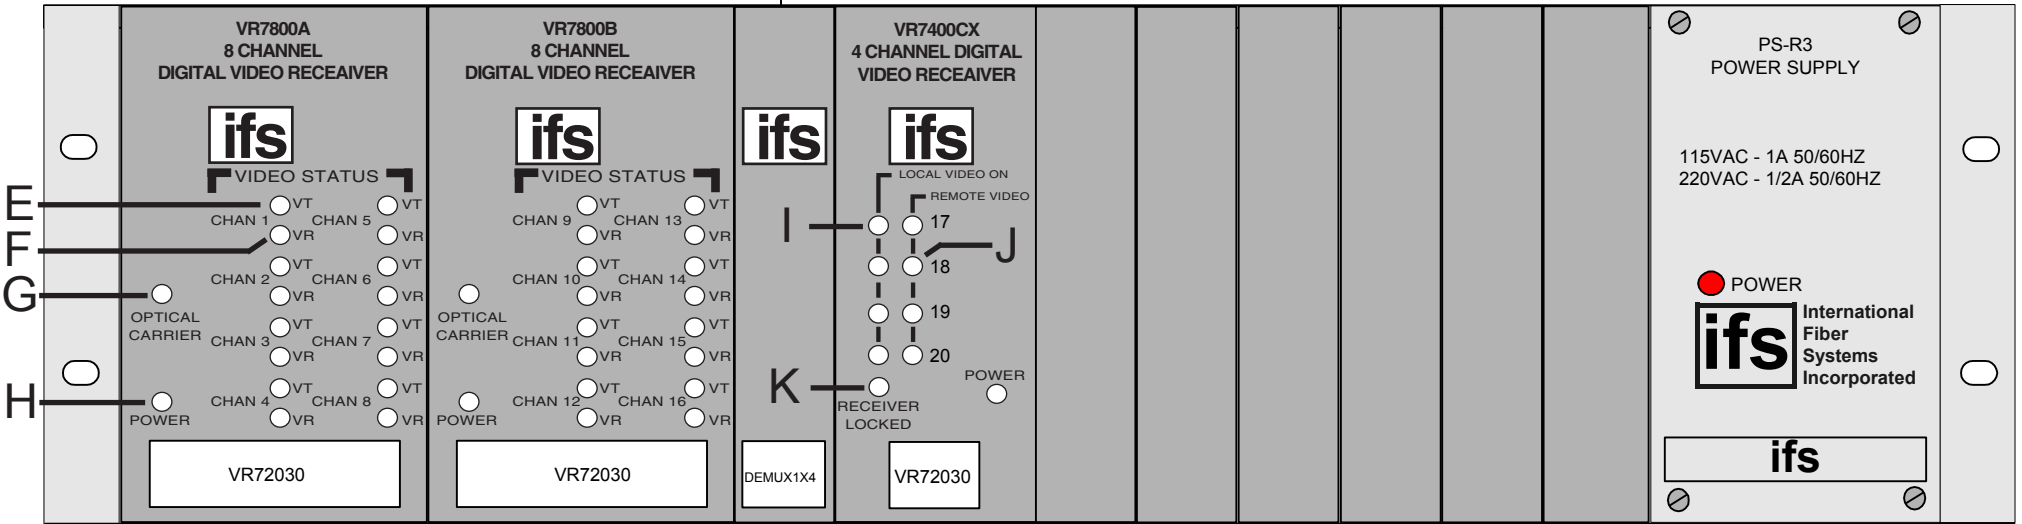 VR7800A
8 CHANNEL
DIGITAL VIDEO RECEAIVER
ifs
VIDEO STATUS
E
VT
CHAN 1
VR
F
CHAN 5
VT
VR
CHAN 2
VT
VR
CHAN 6
VT
VR
G
OPTICAL
CARRIER
CHAN 3
VT
VR
CHAN 7
VT
VR
H
POWER
CHAN 4
VT
VR
CHAN 8
VT
VR
VR72030
VR7800B
8 CHANNEL
DIGITAL VIDEO RECEAIVER
ifs
VIDEO STATUS
CHAN 9
VT
VR
CHAN 13
VT
VR
CHAN 10
VT
VR
CHAN 14
VT
VR
OPTICAL
CARRIER
CHAN 11
VT
VR
CHAN 15
VT
VR
POWER
CHAN 12
VT
VR
CHAN 16
VT
VR
VR72030
ifs
DEMUX1X4
VR7400CX
4 CHANNEL DIGITAL
VIDEO RECEAIVER
ifs
LOCAL VIDEO ON
REMOTE VIDEO
I
17
J
18
19
20
K
RECEIVER
LOCKED
POWER
VR72030
PS-R3
POWER SUPPLY
115VAC - 1A 50/60HZ
220VAC - 1/2A 50/60HZ
POWER
ifs
International
Fiber
Systems
Incorporated
ifs